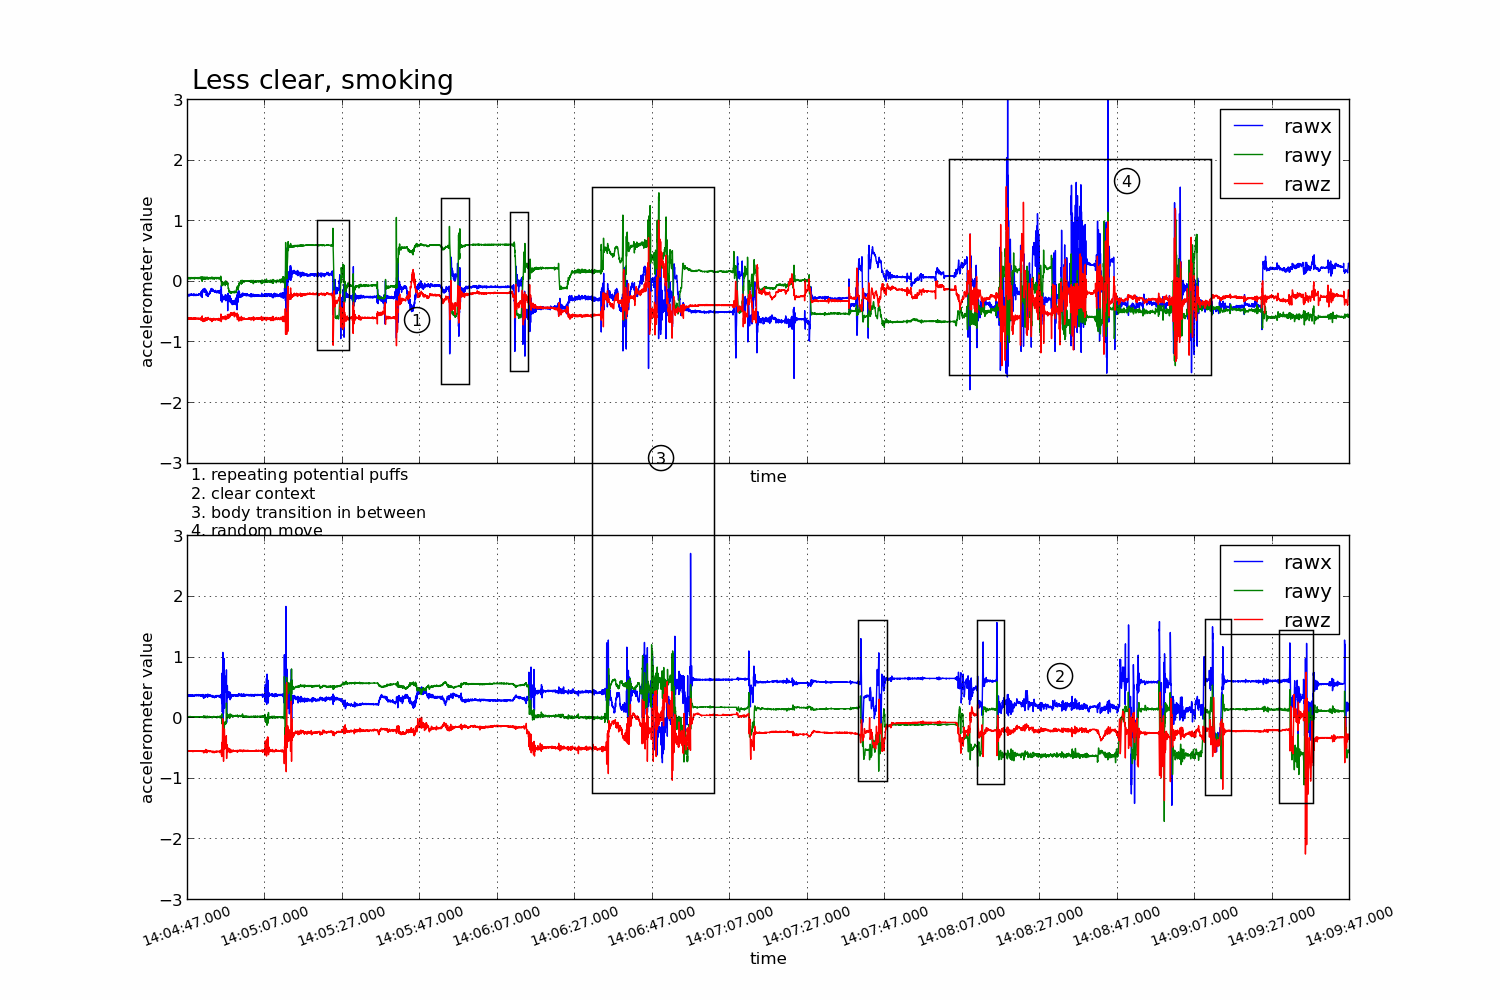 Less clear, smoking
3
2
1
0
−1
−2
−3
accelerometer value
rawx
rawy
rawz
1
3
4
time
1. repeating potential puffs
2. clear context
3. body transition in between
4. random move
3
2
1
0
−1
−2
−3
accelerometer value
rawx
rawy
rawz
2
14:04:47.000
14:05:07.000
14:05:27.000
14:05:47.000
14:06:07.000
14:06:27.000
14:06:47.000
14:07:07.000
14:07:27.000
14:07:47.000
14:08:07.000
14:08:27.000
14:08:47.000
14:09:07.000
14:09:27.000
14:09:47.000
time